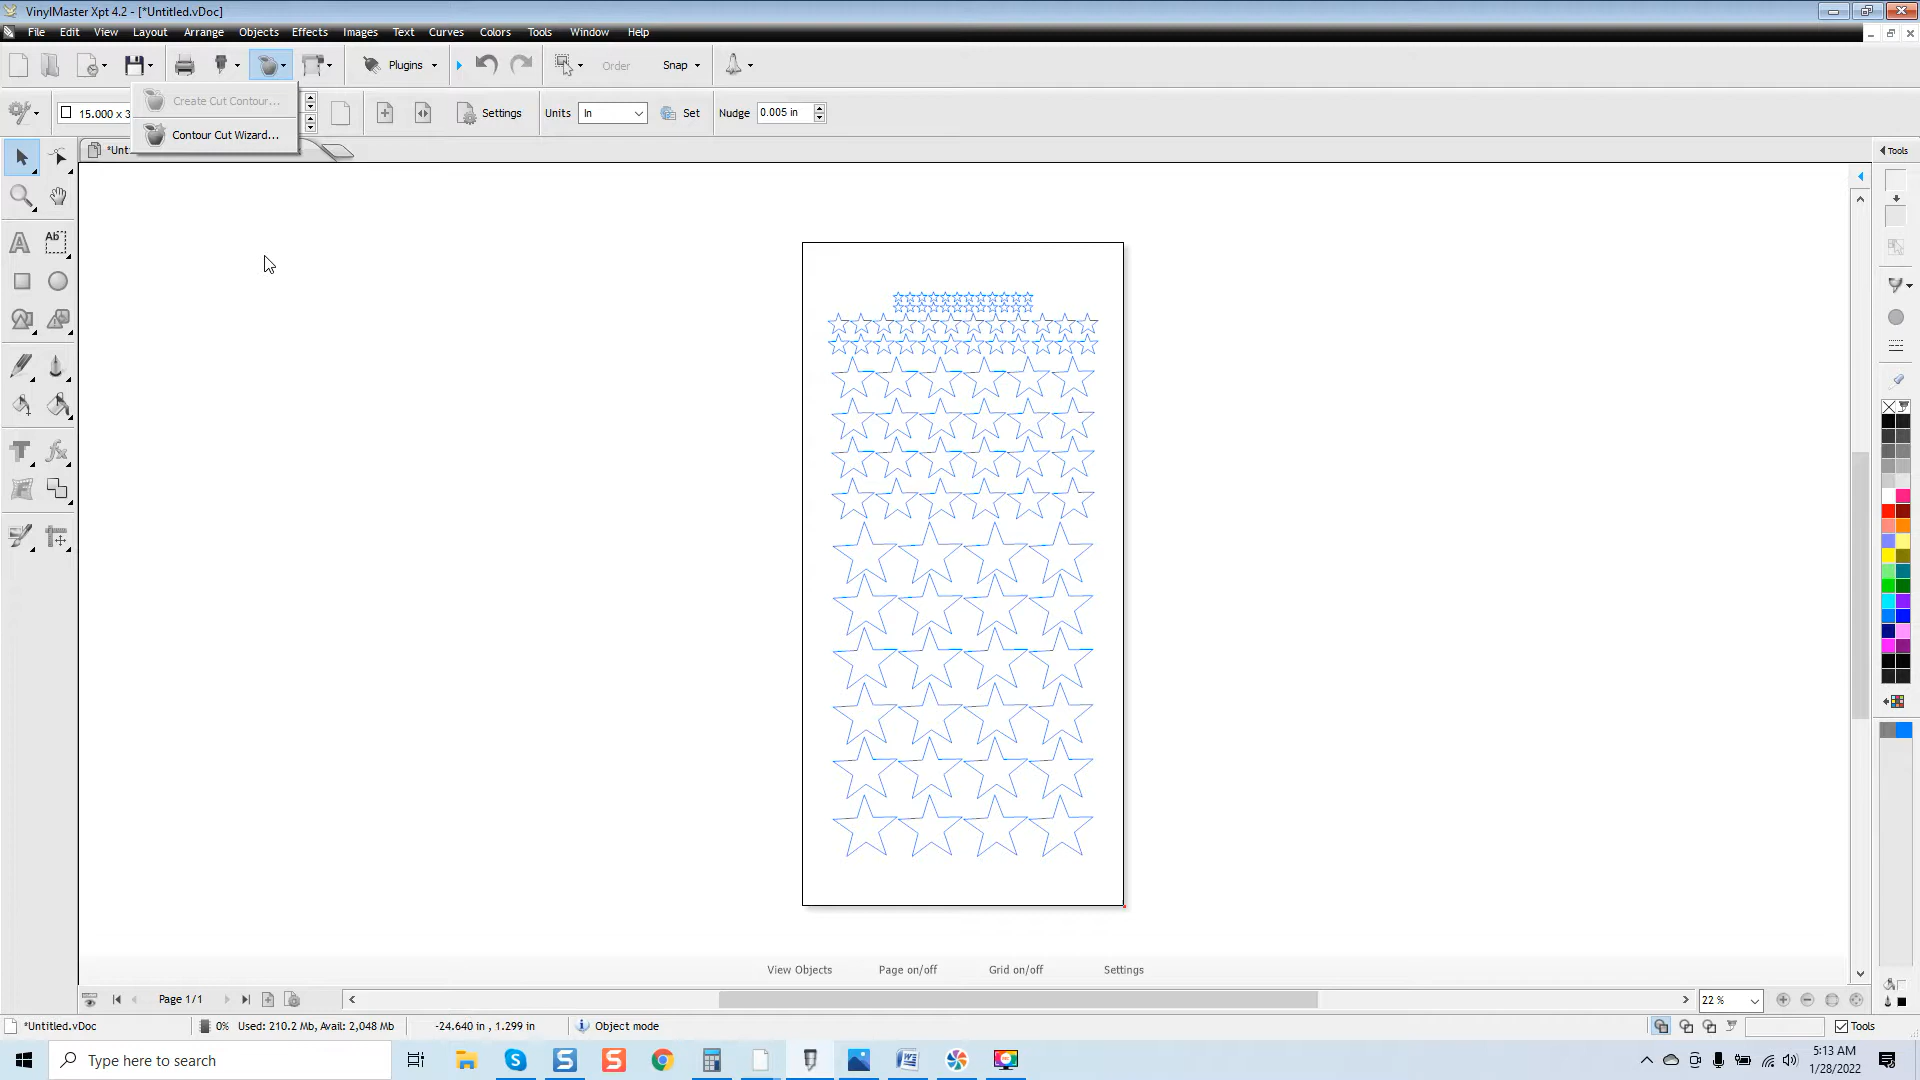 VinylMaster Xpt 4.2 - [*Untitled.vDoc]
File Edit View Layout Arrange Objects Effects Images Text Curves Colors Tools Window Help
Plugins Order Snap
Create Cut Contour...
15.000 x 3 Settings Units In Set Nudge 0.005 in
Contour Cut Wizard...
*Unt
Tools
Ab
View Objects Page on/off Grid on/off Settings
Page 1/1 22 %
*Untitled.vDoc 0% Used: 210.2 Mb, Avail: 2,048 Mb -24.640 in , 1.299 in Object mode Tools
Type here to search
5:13 AM
1/28/2022